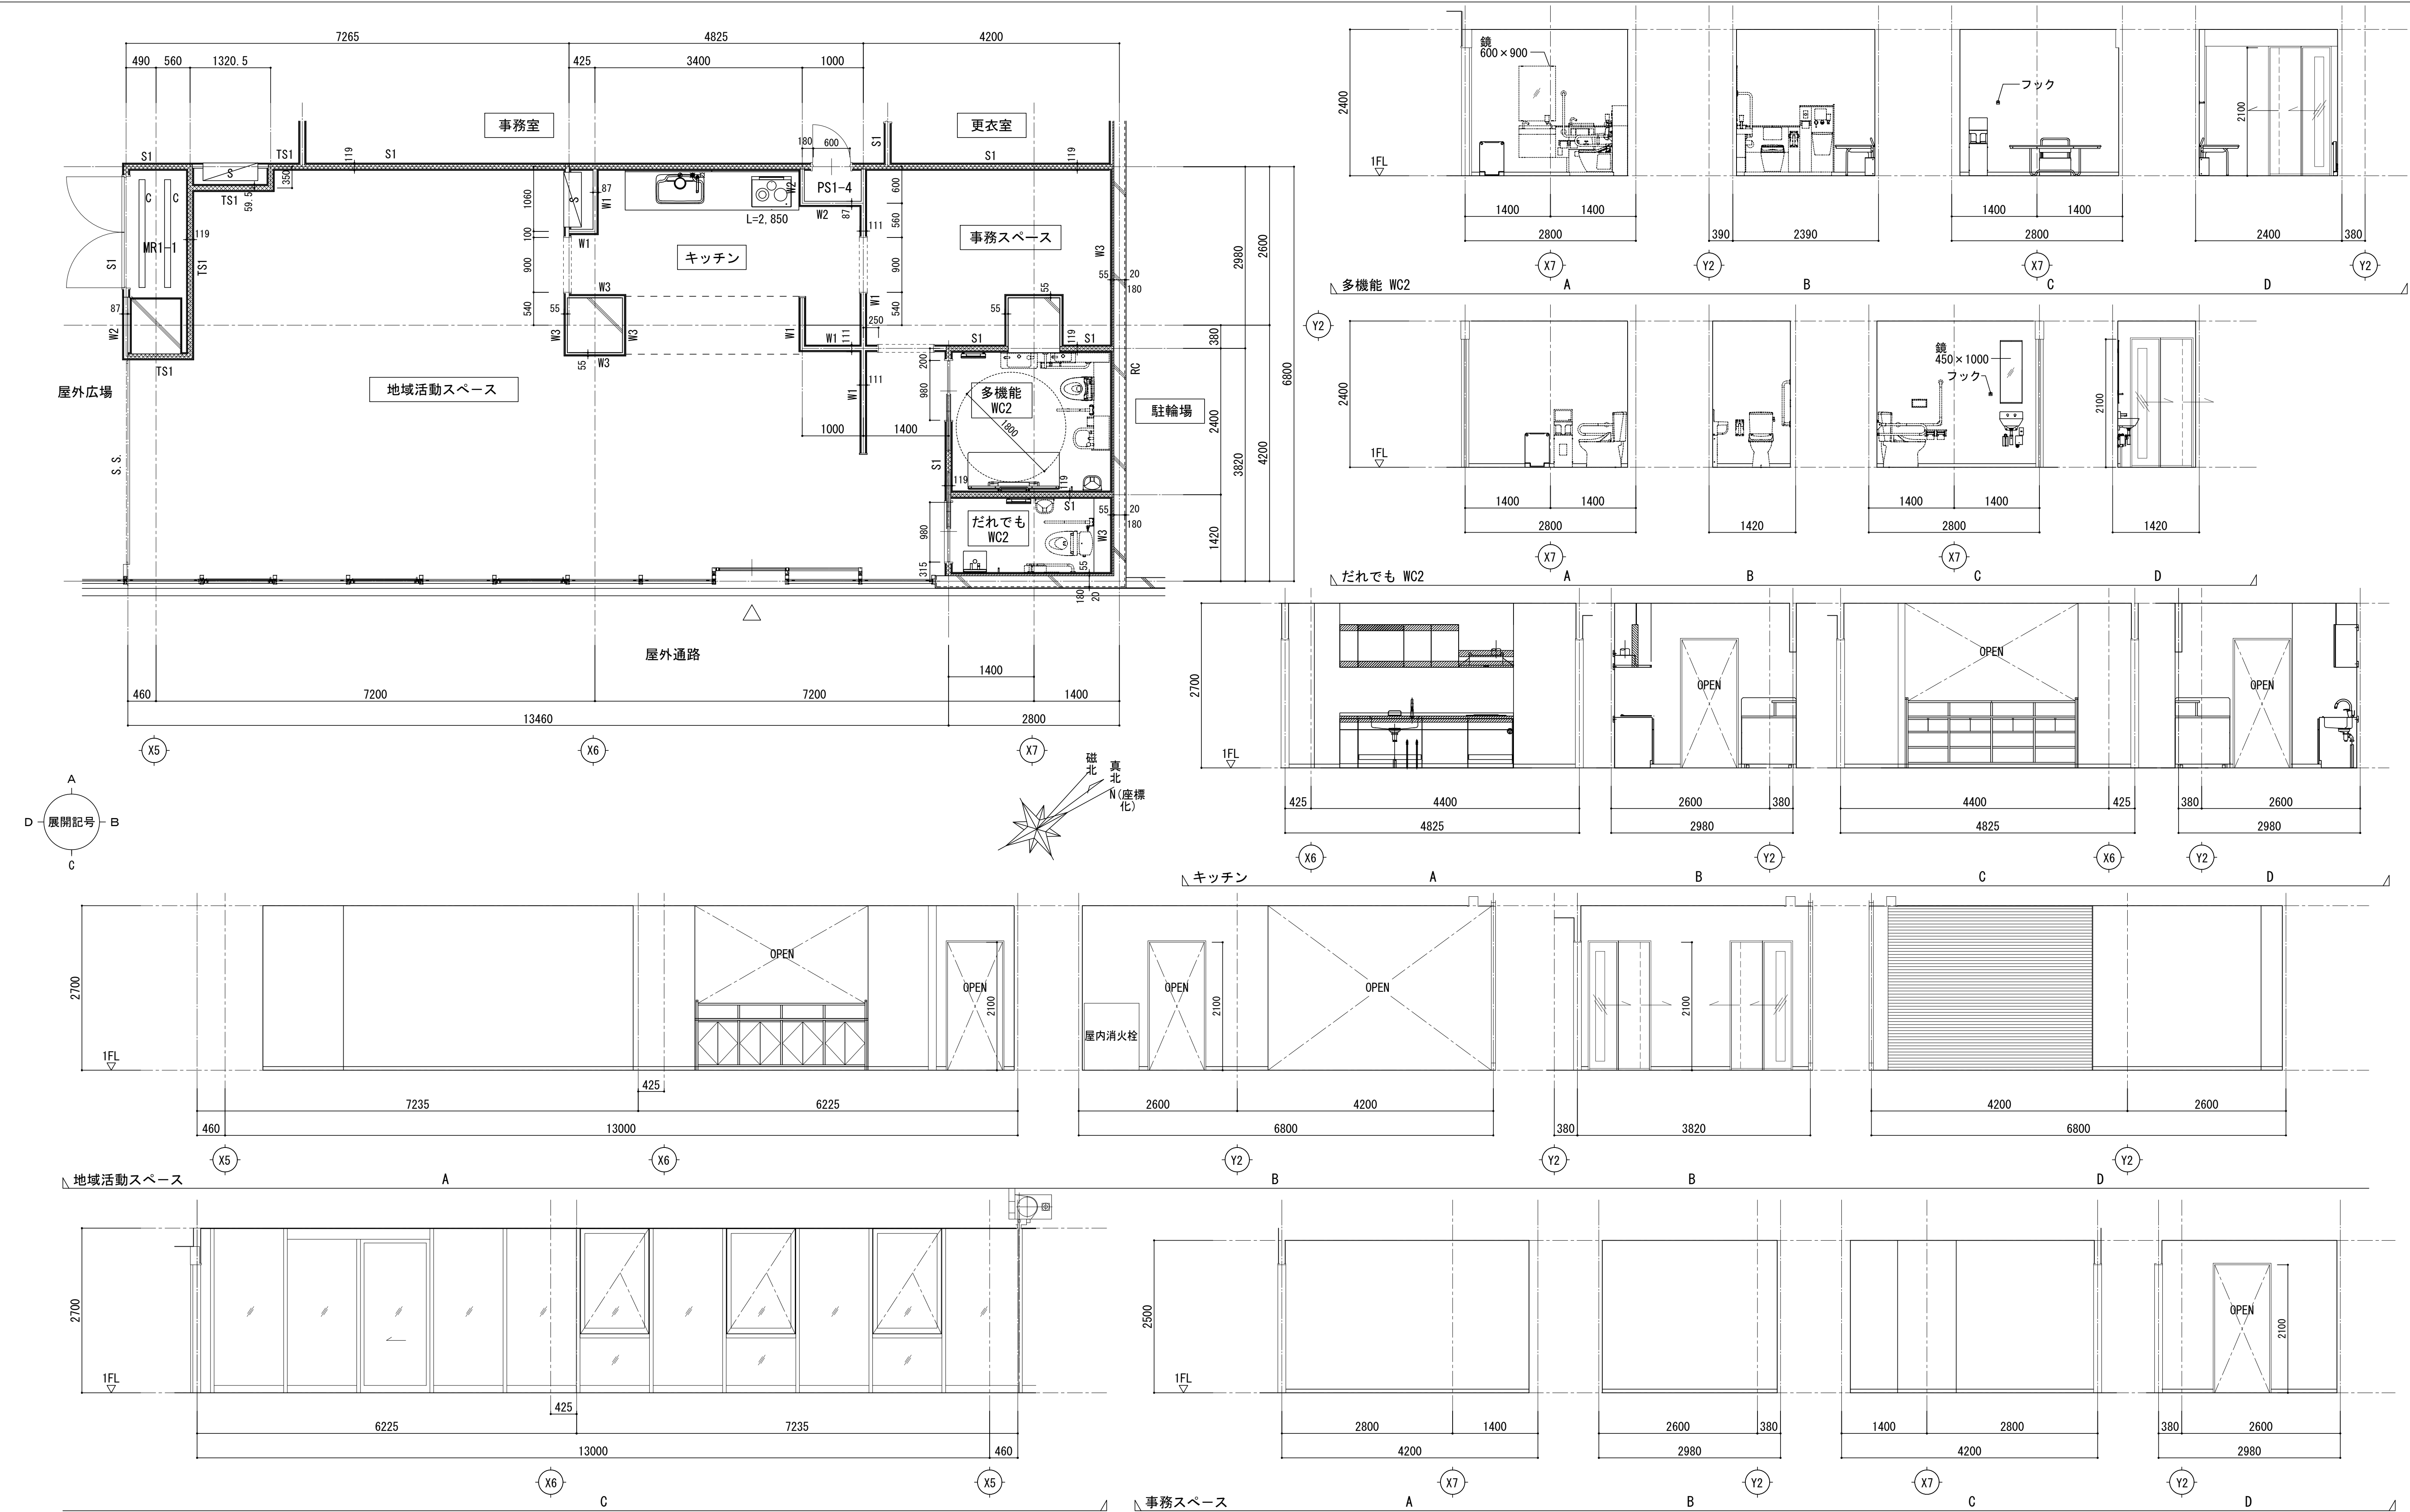 7265
4825
4200
490
560
1320.5
425
3400
1000
事務室
更衣室
S1
TS1
119
S1
180
600
S1
S1
119
S
350
59.5
TS1
C
C
MR1-1
119
TS1
S1
87
W2
TS1
屋外広場
S.S.
1060
100
900
540
S
87
W1
W1
W2
PS1-4
W2
87
L=2,850
キッチン
600
560
900
540
111
事務スペース
W3
55
20
180
2980
2600
W3
55
W3
W3
55
W3
W1
W1
111
W1
250
55
55
S1
119
S1
380
6800
地域活動スペース
W1
111
200
980
多機能
WC2
1800
RC
駐輪場
1000
1400
2400
3820
4200
S1
119
119
S1
55
20
180
だれでも
WC2
W3
980
315
55
180
20
1420
屋外通路
1400
460
7200
7200
1400
13460
2800
X5
X6
X7
A
D
展開記号
B
C
磁北
真北
N(座標化)
鏡
600×900
フック
2400
2100
1FL
1400
1400
2800
390
2390
1400
1400
2800
2400
380
X7
Y2
X7
Y2
多機能 WC2
A
B
C
D
Y2
鏡
450×1000
フック
2400
2100
1FL
1400
1400
2800
1420
1400
1400
2800
1420
X7
X7
だれでも WC2
A
B
C
D
2700
1FL
OPEN
OPEN
OPEN
425
4400
4825
2600
380
2980
4400
425
4825
380
2600
2980
X6
Y2
X6
Y2
キッチン
A
B
C
D
2700
1FL
OPEN
OPEN
2100
屋内消火栓
OPEN
2100
OPEN
2100
425
7235
6225
460
13000
2600
4200
6800
380
3820
4200
2600
6800
X5
X6
Y2
Y2
Y2
地域活動スペース
A
B
B
D
2700
1FL
425
6225
7235
13000
460
X6
X5
C
2500
1FL
OPEN
2100
2800
1400
4200
2600
380
2980
1400
2800
4200
380
2600
2980
X7
Y2
X7
Y2
事務スペース
A
B
C
D